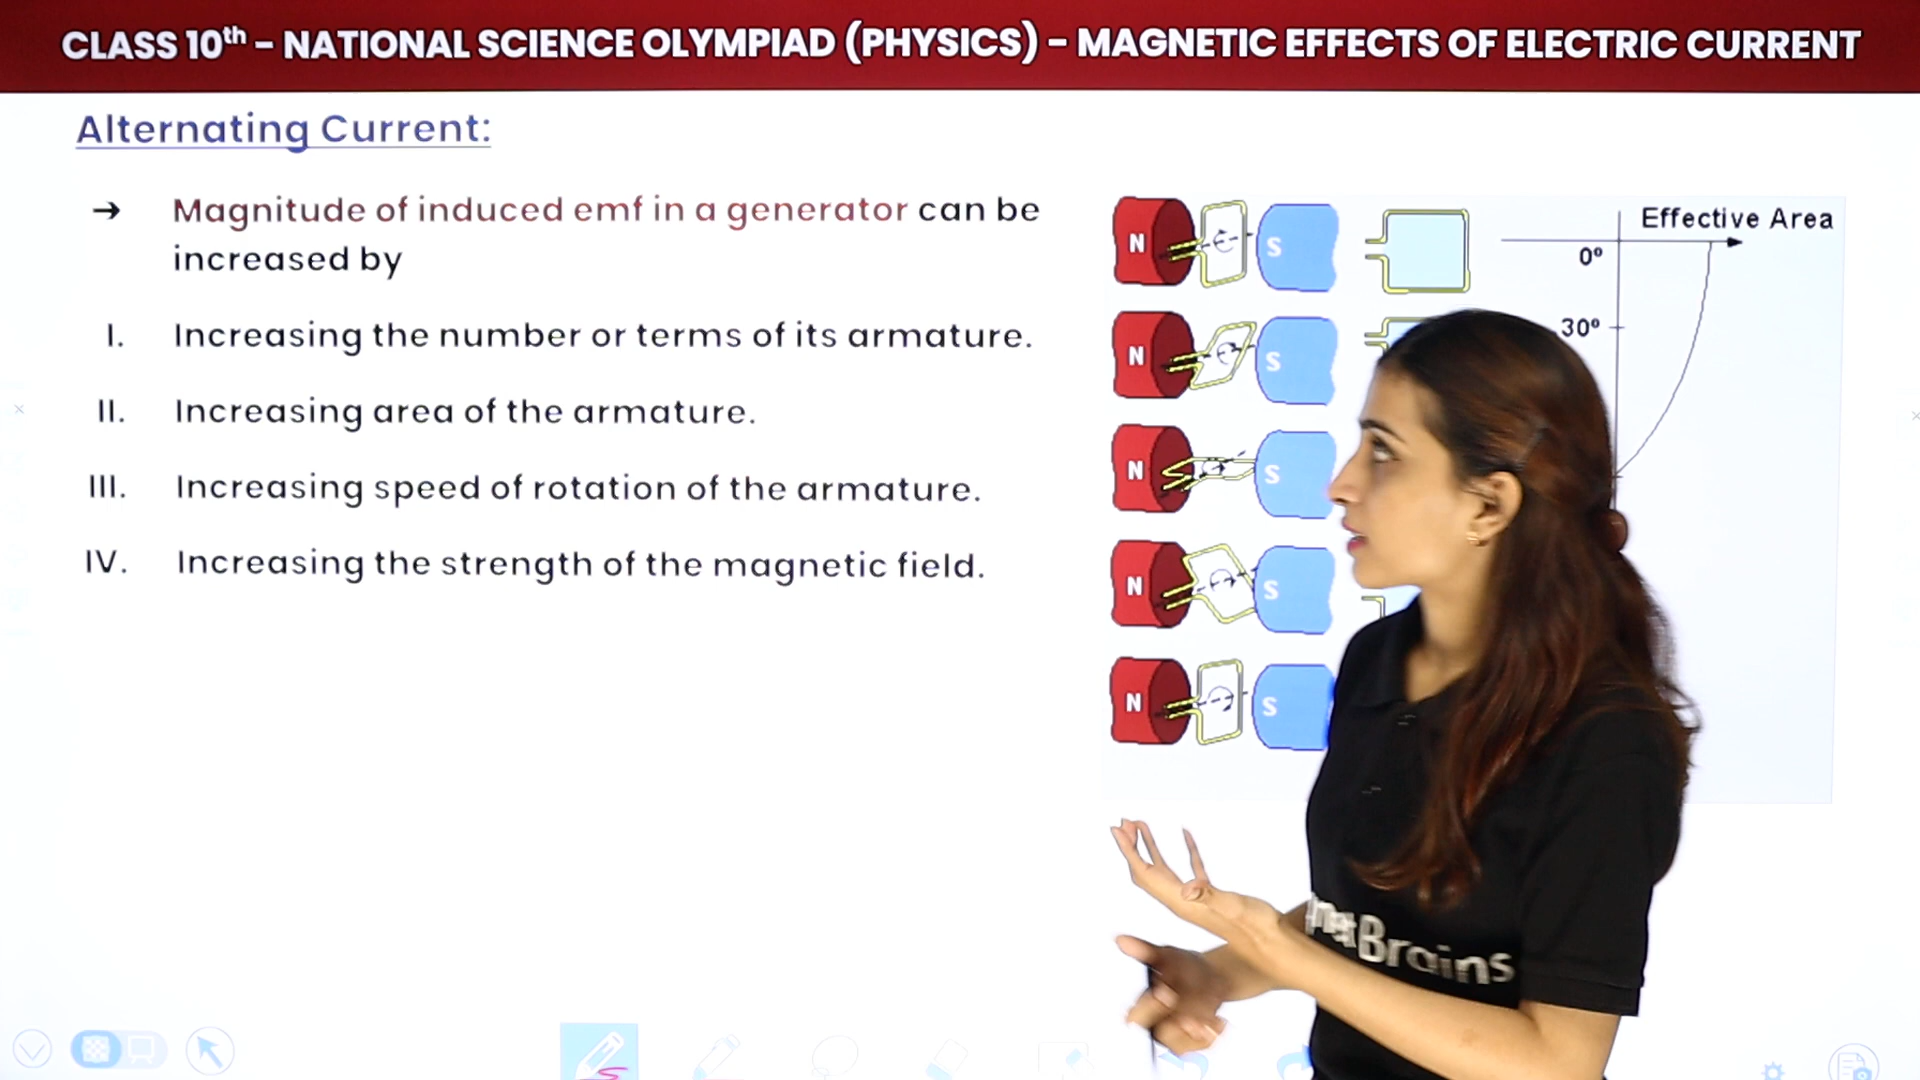 CLASS 10th – NATIONAL SCIENCE OLYMPIAD (PHYSICS) – MAGNETIC EFFECTS OF ELECTRIC CURRENT
Alternating Current:
→ Magnitude of induced emf in a generator can be
increased by
I. Increasing the number or terms of its armature.
II. Increasing area of the armature.
III. Increasing speed of rotation of the armature.
IV. Increasing the strength of the magnetic field.
N S
N S
N S
N S
N S
Effective Area
0º
30º
Brains